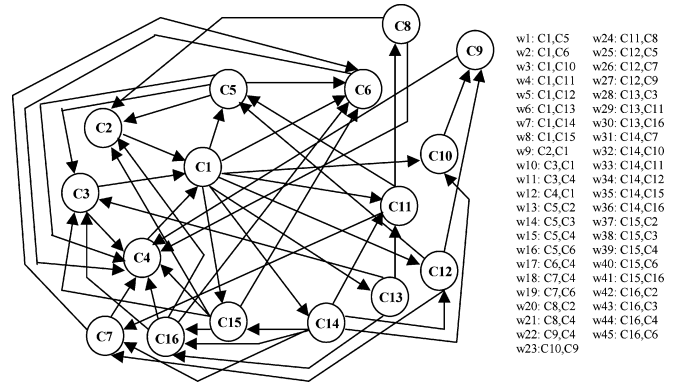 C8
C9
C5
C6
C2
C10
C1
C3
C11
C4
C12
C13
C15
C14
C7
C16
w1: C1,C5 w24: C11,C8
w2: C1,C6 w25: C12,C5
w3: C1,C10 w26: C12,C7
w4: C1,C11 w27: C12,C9
w5: C1,C12 w28: C13,C3
w6: C1,C13 w29: C13,C11
w7: C1,C14 w30: C13,C16
w8: C1,C15 w31: C14,C7
w9: C2,C1 w32: C14,C10
w10: C3,C1 w33: C14,C11
w11: C3,C4 w34: C14,C12
w12: C4,C1 w35: C14,C15
w13: C5,C2 w36: C14,C16
w14: C5,C3 w37: C15,C2
w15: C5,C4 w38: C15,C3
w16: C5,C6 w39: C15,C4
w17: C6,C4 w40: C15,C6
w18: C7,C4 w41: C15,C16
w19: C7,C6 w42: C16,C2
w20: C8,C2 w43: C16,C3
w21: C8,C4 w44: C16,C4
w22: C9,C4 w45: C16,C6
w23:C10,C9